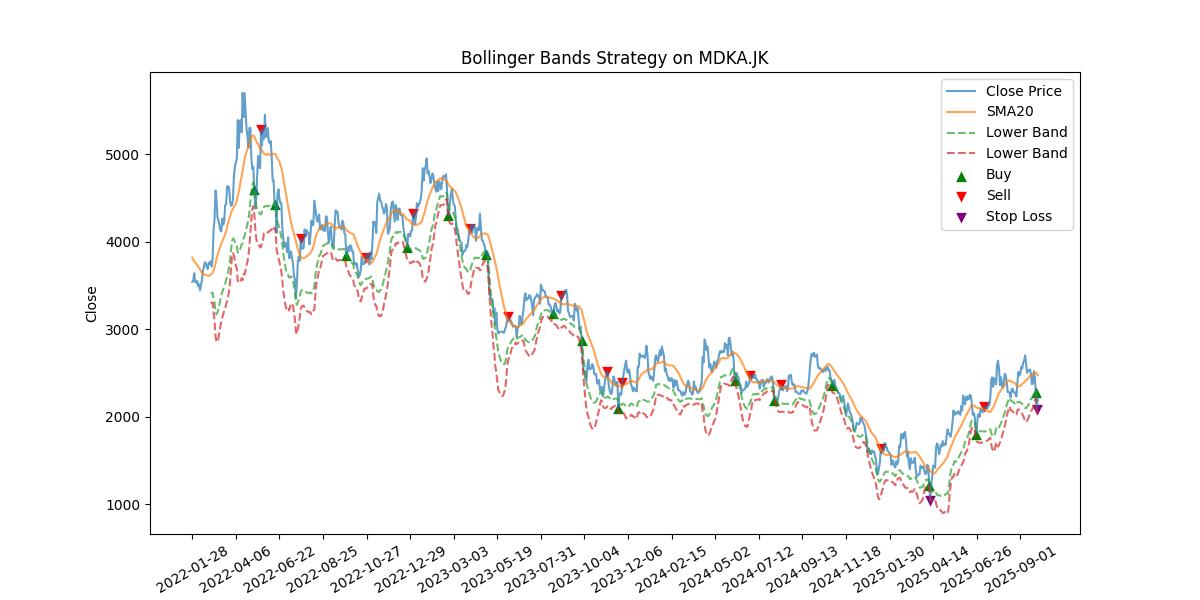 Bollinger Bands Strategy on MDKA.JK
Close Price
SMA20
Lower Band
Lower Band
Buy
Sell
Stop Loss
Close
5000
4000
3000
2000
1000
2022-01-28
2022-04-06
2022-06-22
2022-08-25
2022-10-27
2022-12-29
2023-03-03
2023-05-19
2023-07-31
2023-10-04
2023-12-06
2024-02-15
2024-05-02
2024-07-12
2024-09-13
2024-11-18
2025-01-30
2025-04-14
2025-06-26
2025-09-01